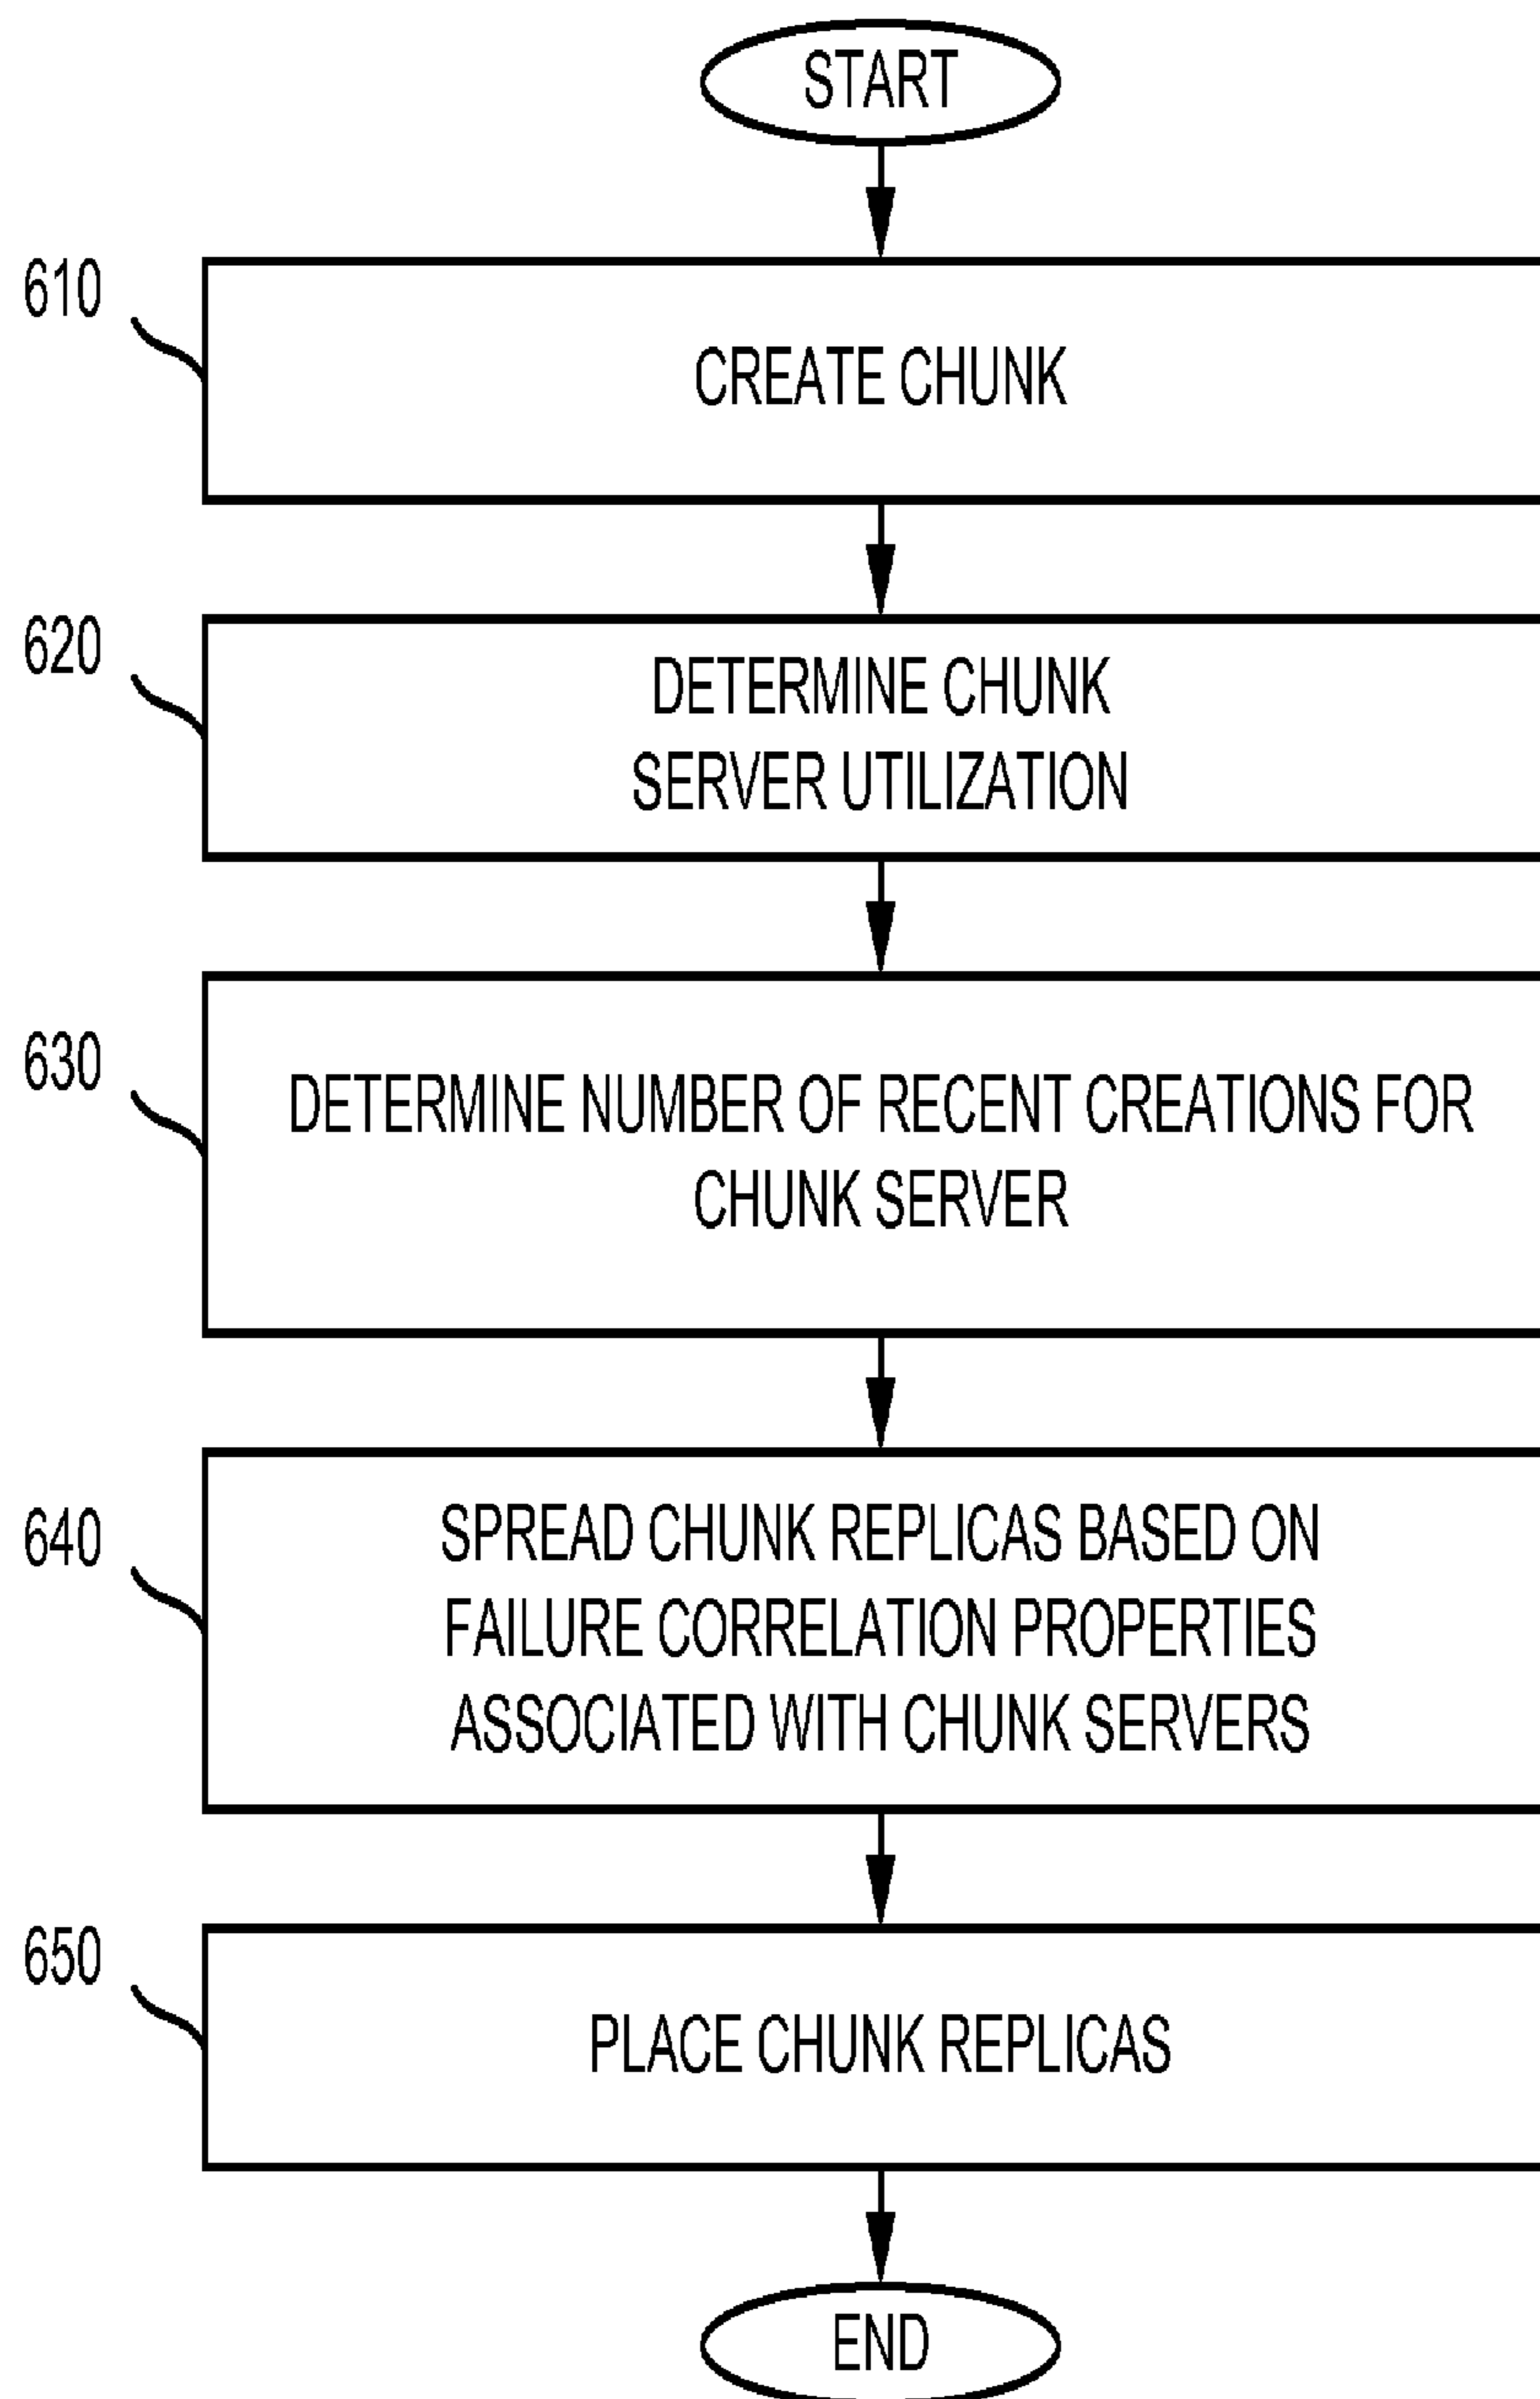 START
610
CREATE CHUNK
620
DETERMINE CHUNK
SERVER UTILIZATION
630
DETERMINE NUMBER OF RECENT CREATIONS FOR
CHUNK SERVER
640
SPREAD CHUNK REPLICAS BASED ON
FAILURE CORRELATION PROPERTIES
ASSOCIATED WITH CHUNK SERVERS
650
PLACE CHUNK REPLICAS
END